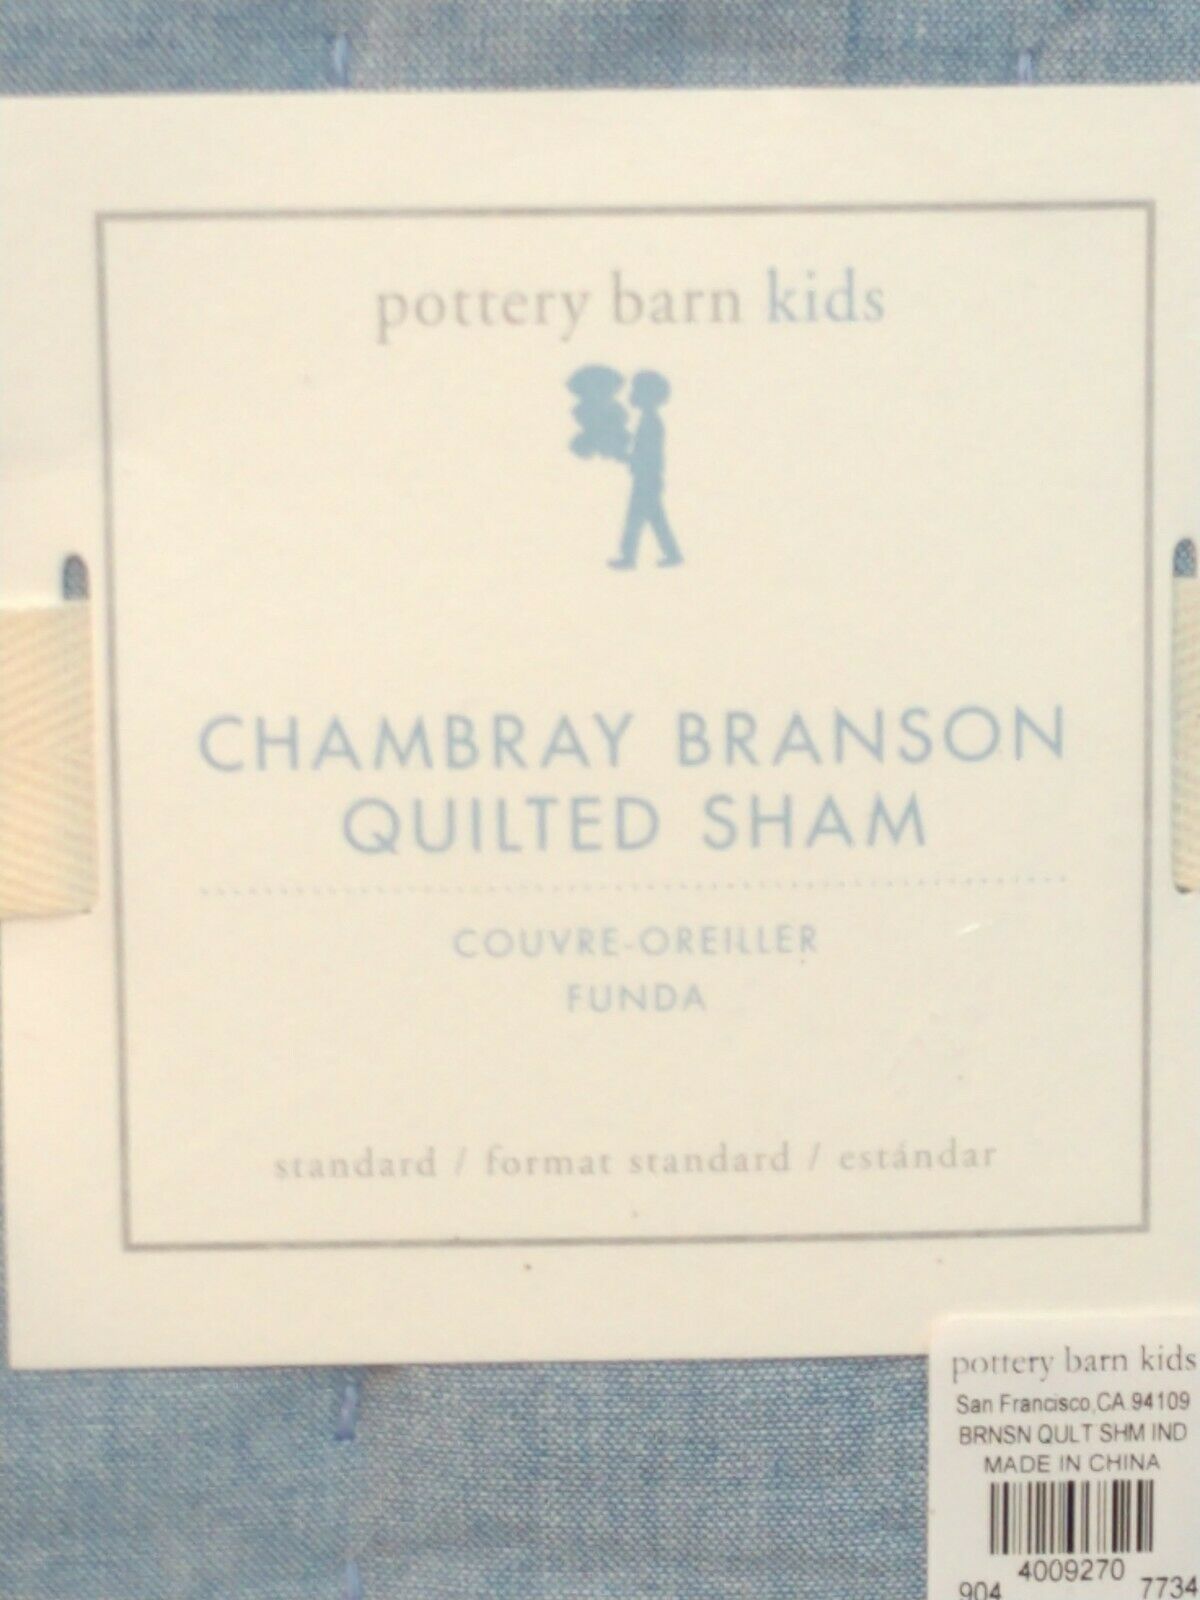 pottery barn kids
CHAMBRAY BRANSON
QUILTED SHAM
COUVRE-OREILLER
FUNDA
standard / format standard / estándar
pottery barn kids
San Francisco,CA 94109
BRNSN QULT SHM IND
MADE IN CHINA
4009270
904 7734